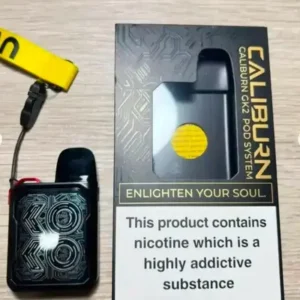 CALIBURN
CALIBURN GK2 POD SYSTEM
ENLIGHTEN YOUR SOUL.
This product contains
nicotine which is a
highly addictive
substance